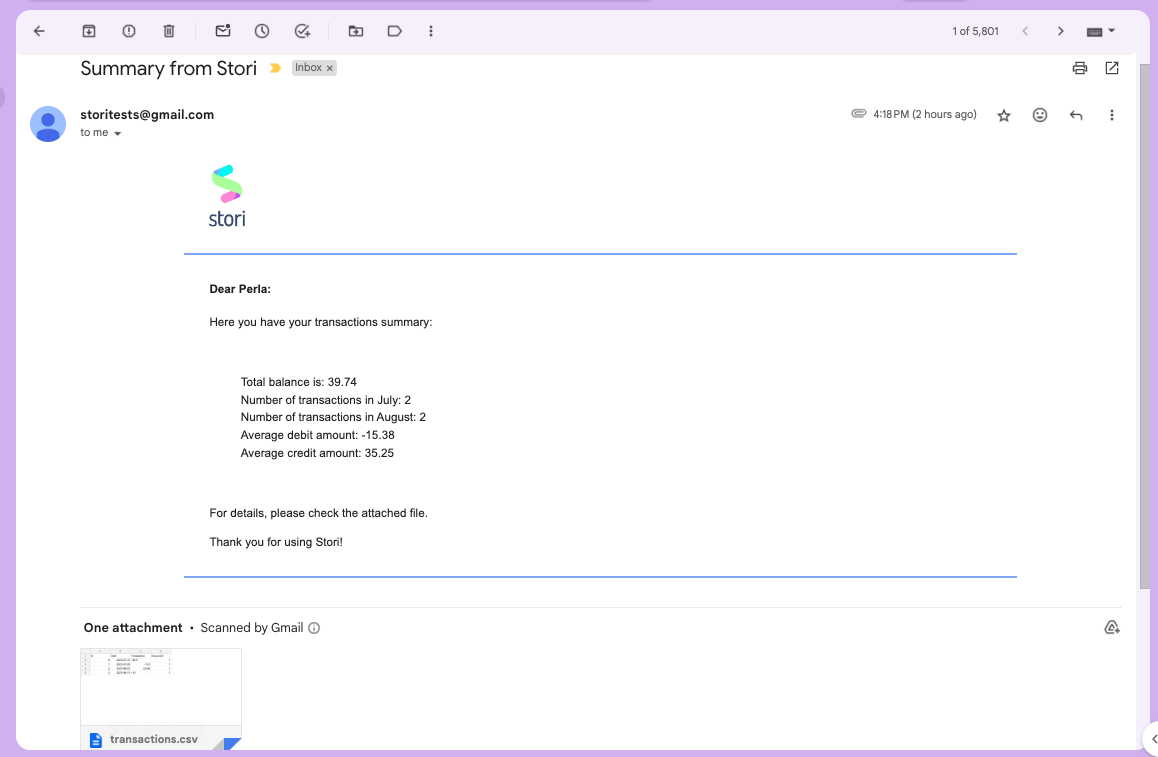 1 of 5,801
Summary from Stori
Inbox ×
storitests@gmail.com
4:18 PM (2 hours ago)
to me
stori
Dear Perla:
Here you have your transactions summary:
Total balance is: 39.74
Number of transactions in July: 2
Number of transactions in August: 2
Average debit amount: -15.38
Average credit amount: 35.25
For details, please check the attached file.
Thank you for using Stori!
One attachment • Scanned by Gmail
transactions.csv